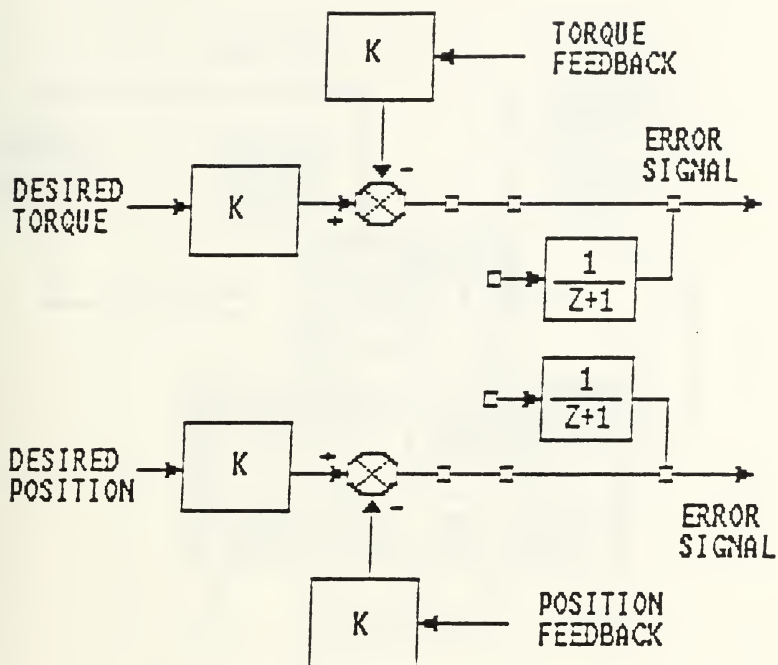 K
TORQUE
FEEDBACK
-
ERROR
SIGNAL
DESIRED
TORQUE
K
+
1
Z+1
1
Z+1
DESIRED
POSITION
K
+
-
ERROR
SIGNAL
K
POSITION
FEEDBACK